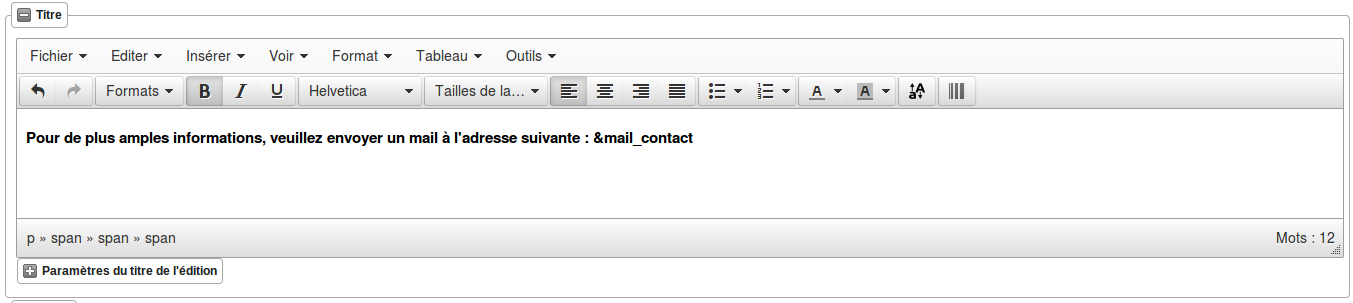 Titre
Fichier Editer Insérer Voir Format Tableau Outils
Formats B I U Helvetica Tailles de la... A A aA
Pour de plus amples informations, veuillez envoyer un mail à l'adresse suivante : &mail_contact
p » span » span » span Mots : 12
Paramètres du titre de l'édition